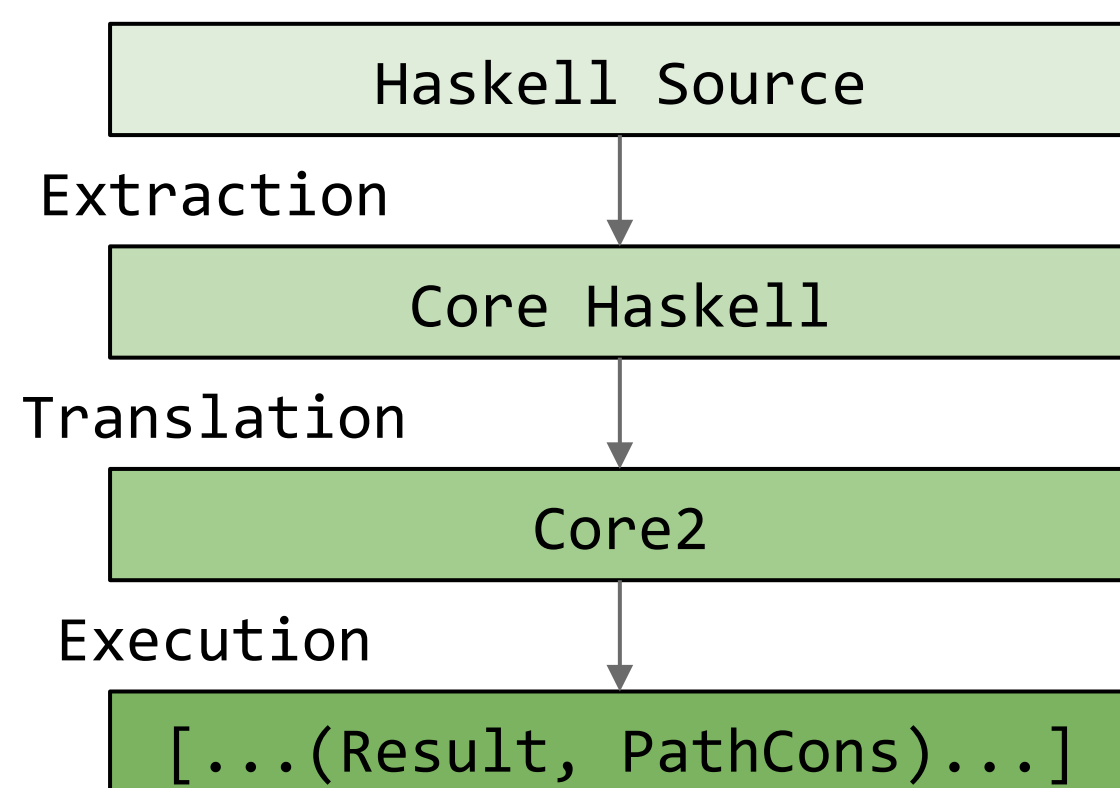 Haskell Source
Extraction
Core Haskell
Translation
Core2
Execution
[...(Result, PathCons)...]